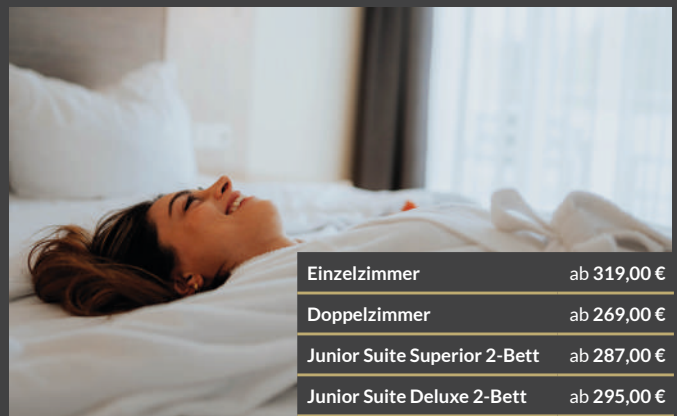 Einzelzimmer ab 319,00 €
Doppelzimmer ab 269,00 €
Junior Suite Superior 2-Bett ab 287,00 €
Junior Suite Deluxe 2-Bett ab 295,00 €